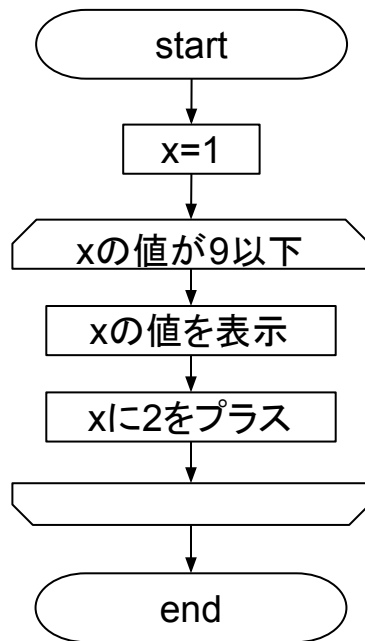 start
x=1
xの値が9以下
xの値を表示
xに2をプラス
end